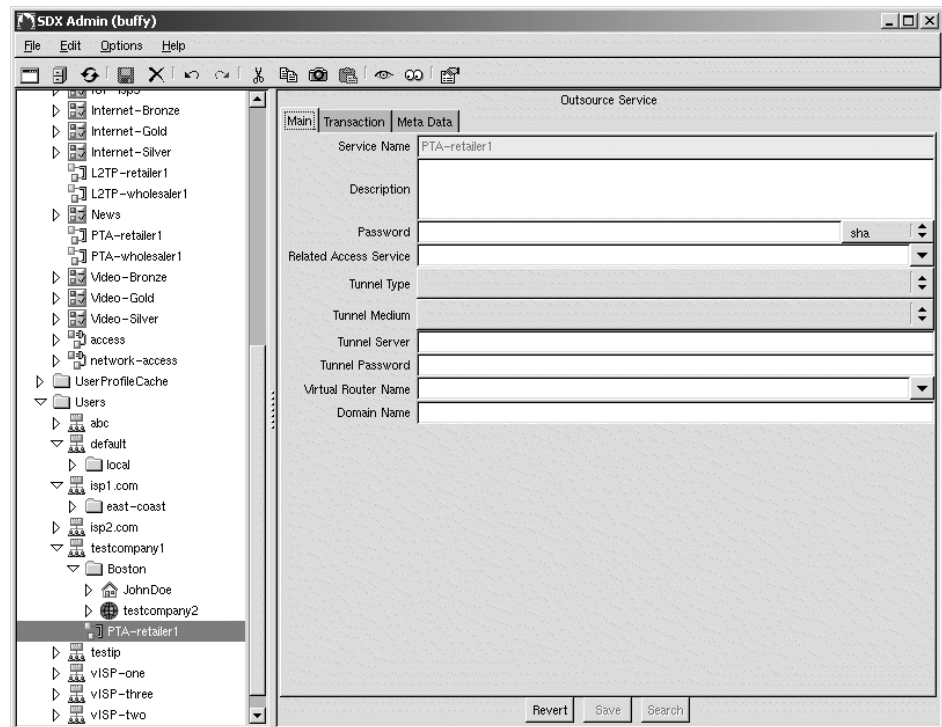 SDX Admin (buffy)
File Edit Options Help
Internet-Bronze
Internet-Gold
Internet-Silver
L2TP-retailer1
L2TP-wholesaler1
News
PTA-retailer1
PTA-wholesaler1
Video-Bronze
Video-Gold
Video-Silver
access
network-access
UserProfileCache
Users
abc
default
local
isp1.com
east-coast
isp2.com
testcompany1
Boston
JohnDoe
testcompany2
PTA-retailer1
testip
vISP-one
vISP-three
vISP-two
Outsource Service
Main Transaction Meta Data
Service Name PTA-retailer1
Description
Password sha
Related Access Service
Tunnel Type
Tunnel Medium
Tunnel Server
Tunnel Password
Virtual Router Name
Domain Name
Revert Save Search